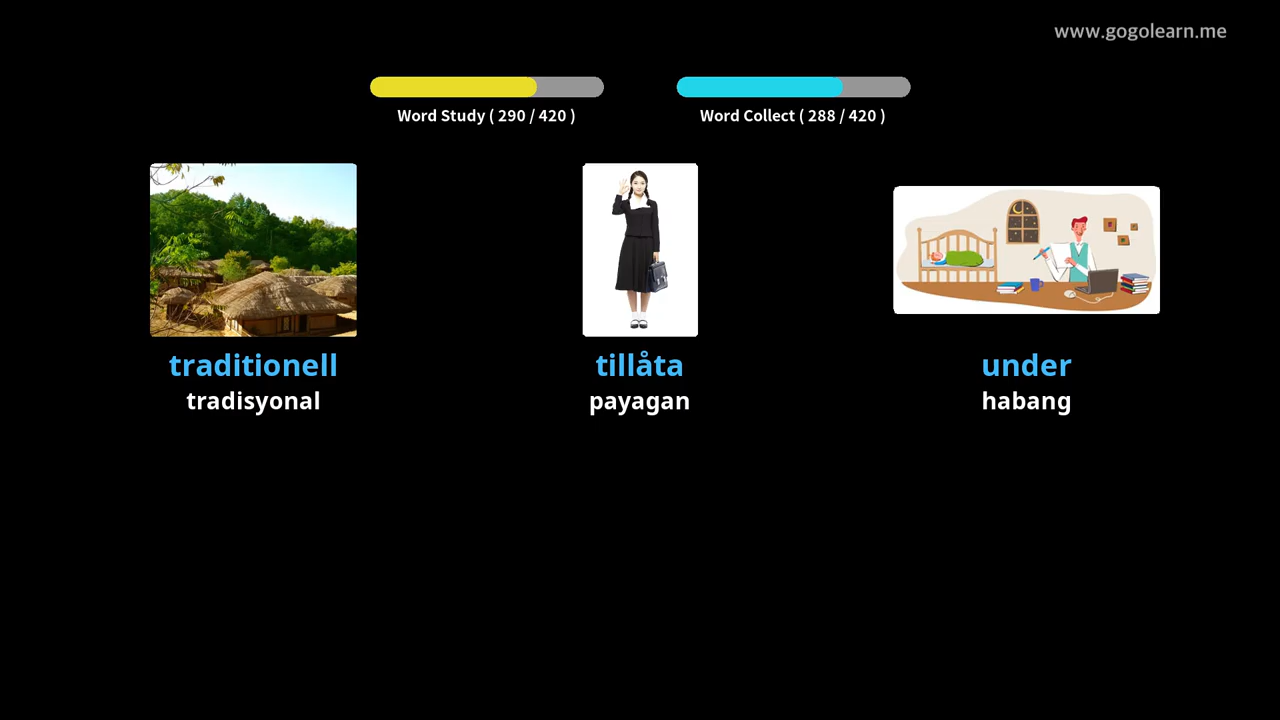 www.gogolearn.me
Word Study ( 290 / 420 )
Word Collect ( 288 / 420 )
traditionell
tradisyonal
tillåta
payagan
under
habang